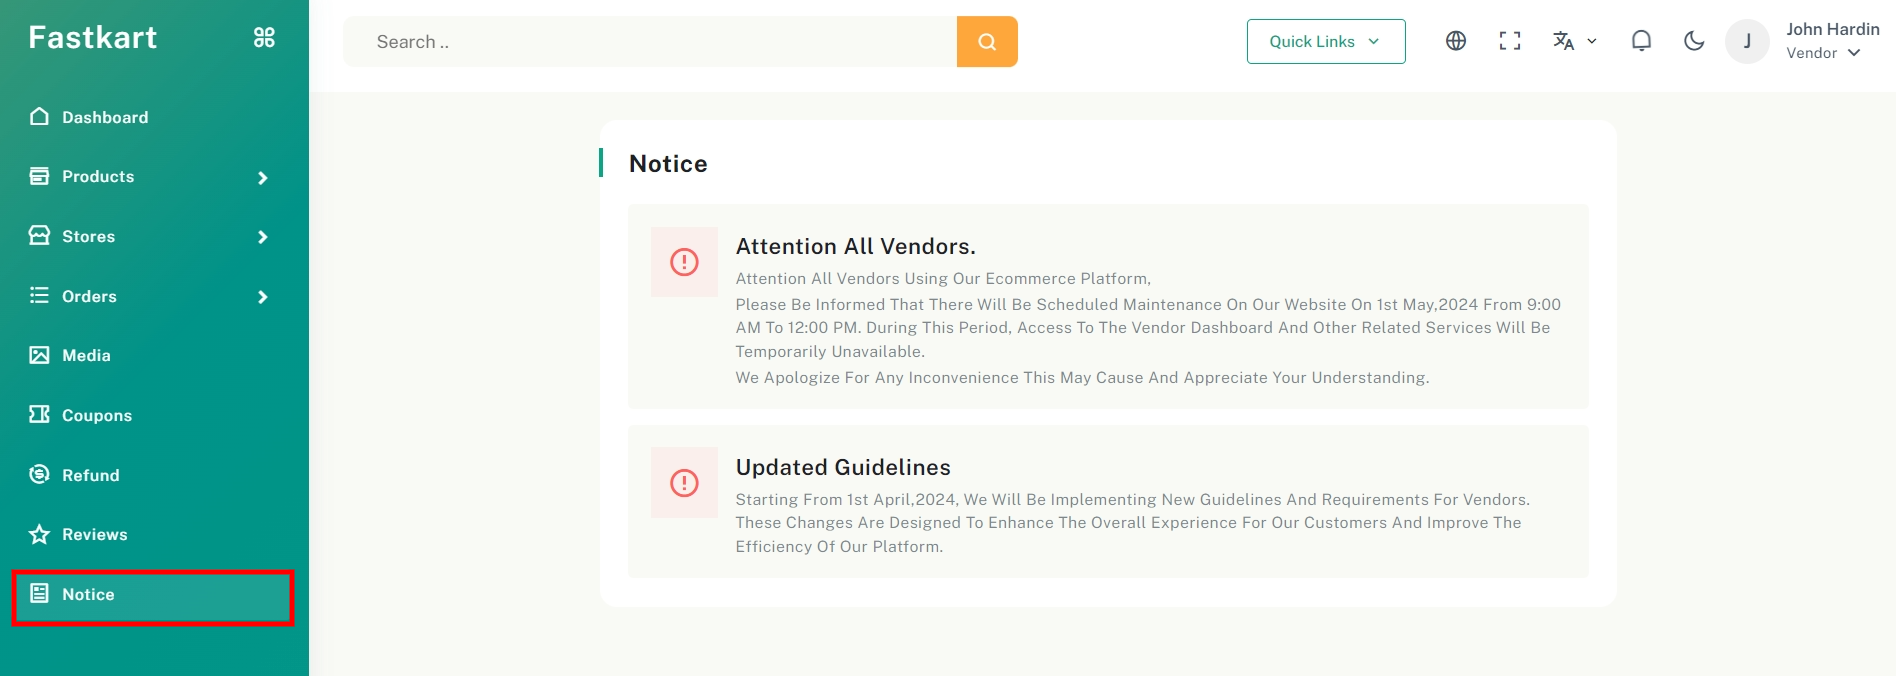 Fastkart
Search ..
Quick Links
J
John Hardin
Vendor
Dashboard
Products
Stores
Orders
Media
Coupons
Refund
Reviews
Notice
Notice
Attention All Vendors.
Attention All Vendors Using Our Ecommerce Platform,
Please Be Informed That There Will Be Scheduled Maintenance On Our Website On 1st May,2024 From 9:00
AM To 12:00 PM. During This Period, Access To The Vendor Dashboard And Other Related Services Will Be
Temporarily Unavailable.
We Apologize For Any Inconvenience This May Cause And Appreciate Your Understanding.
Updated Guidelines
Starting From 1st April,2024, We Will Be Implementing New Guidelines And Requirements For Vendors.
These Changes Are Designed To Enhance The Overall Experience For Our Customers And Improve The
Efficiency Of Our Platform.